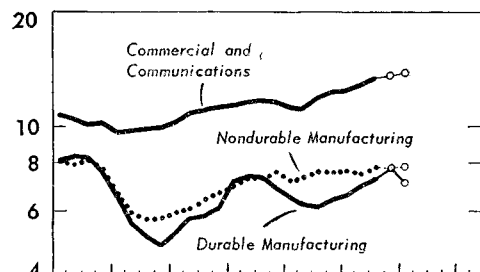 20
Commercial and
Communications
10
Nondurable Manufacturing
8
6
Durable Manufacturing
4